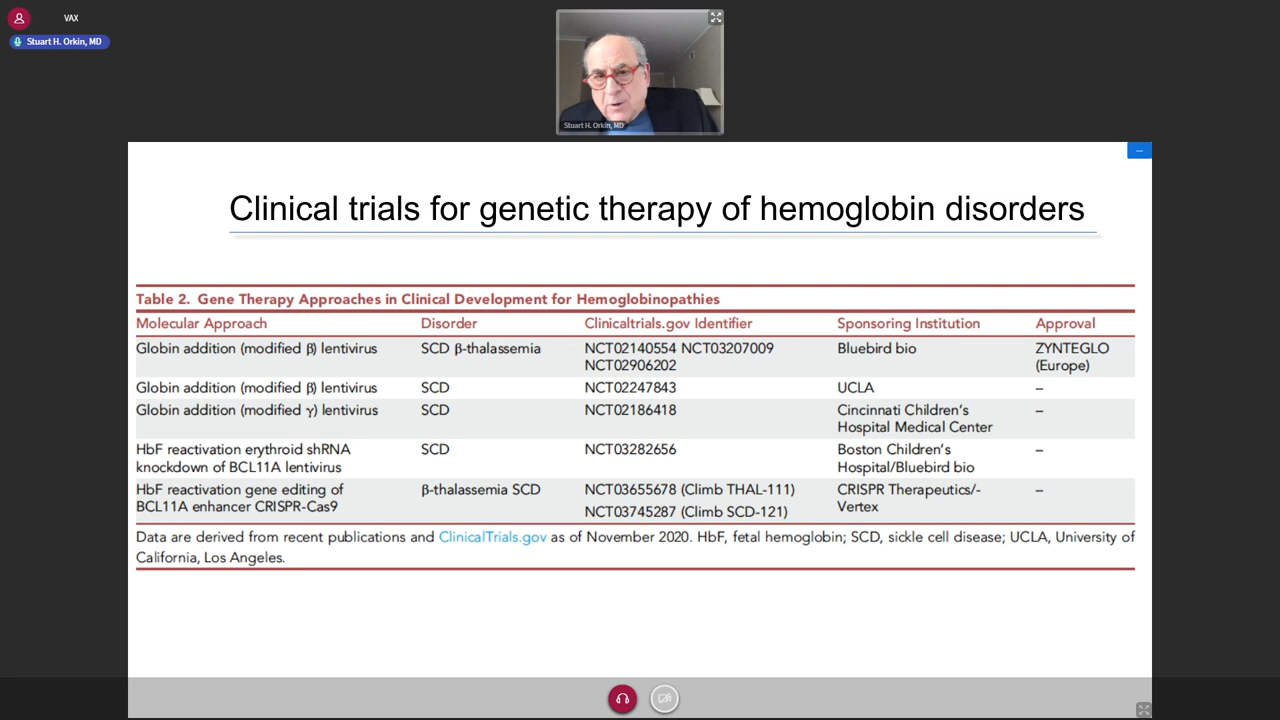 VAX
Stuart H. Orkin, MD
Stuart H. Orkin, MD
Clinical trials for genetic therapy of hemoglobin disorders
Table 2. Gene Therapy Approaches in Clinical Development for Hemoglobinopathies
Molecular Approach Disorder Clinicaltrials.gov Identifier Sponsoring Institution Approval
Globin addition (modified β) lentivirus SCD β-thalassemia NCT02140554 NCT03207009 Bluebird bio ZYNTEGLO
NCT02906202 (Europe)
Globin addition (modified β) lentivirus SCD NCT02247843 UCLA –
Globin addition (modified γ) lentivirus SCD NCT02186418 Cincinnati Children's –
Hospital Medical Center
HbF reactivation erythroid shRNA SCD NCT03282656 Boston Children's –
knockdown of BCL11A lentivirus Hospital/Bluebird bio
HbF reactivation gene editing of β-thalassemia SCD NCT03655678 (Climb THAL-111) CRISPR Therapeutics/- –
BCL11A enhancer CRISPR-Cas9 NCT03745287 (Climb SCD-121) Vertex
Data are derived from recent publications and ClinicalTrials.gov as of November 2020. HbF, fetal hemoglobin; SCD, sickle cell disease; UCLA, University of
California, Los Angeles.